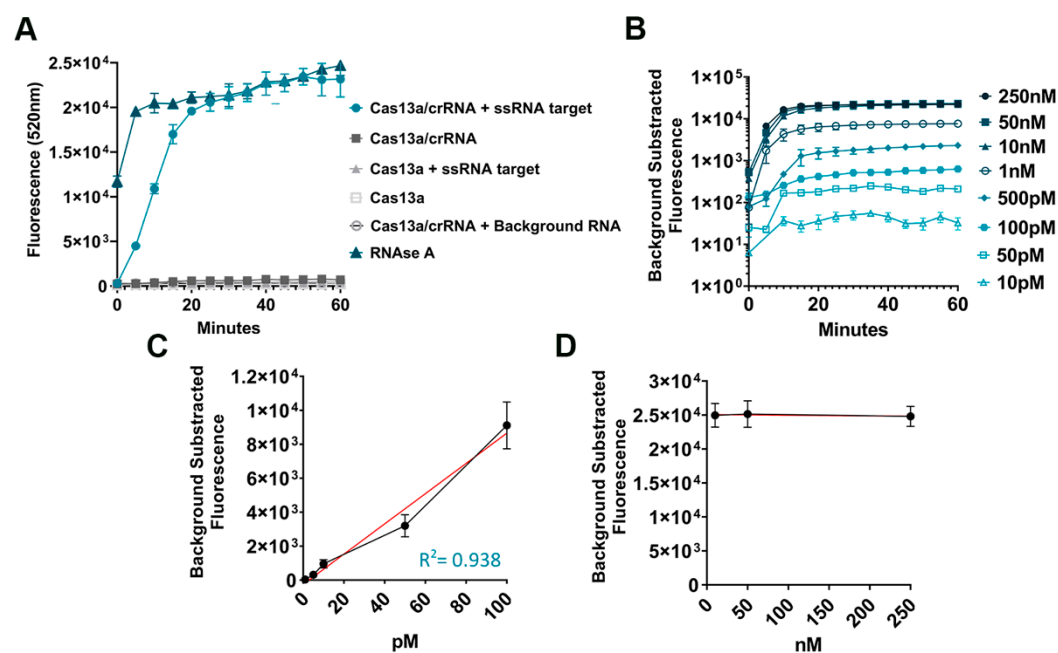 A
Fluorescence (520nm)
2.5×10⁴
2×10⁴
1.5×10⁴
1×10⁴
5×10³
0
0
20
40
60
Minutes
Cas13a/crRNA + ssRNA target
Cas13a/crRNA
Cas13a + ssRNA target
Cas13a
Cas13a/crRNA + Background RNA
RNAse A
B
Background Substracted
Fluorescence
1×10⁵
1×10⁴
1×10³
1×10²
1×10¹
1×10⁰
0
20
40
60
Minutes
250nM
50nM
10nM
1nM
500pM
100pM
50pM
10pM
C
Background Substracted
Fluorescence
1.2×10⁴
1×10⁴
8×10³
6×10³
4×10³
2×10³
0
0
20
40
60
80
100
R²= 0.938
pM
D
Background Substracted
Fluorescence
3×10⁴
2.5×10⁴
2×10⁴
1.5×10⁴
1×10⁴
5×10³
0
0
50
100
150
200
250
nM